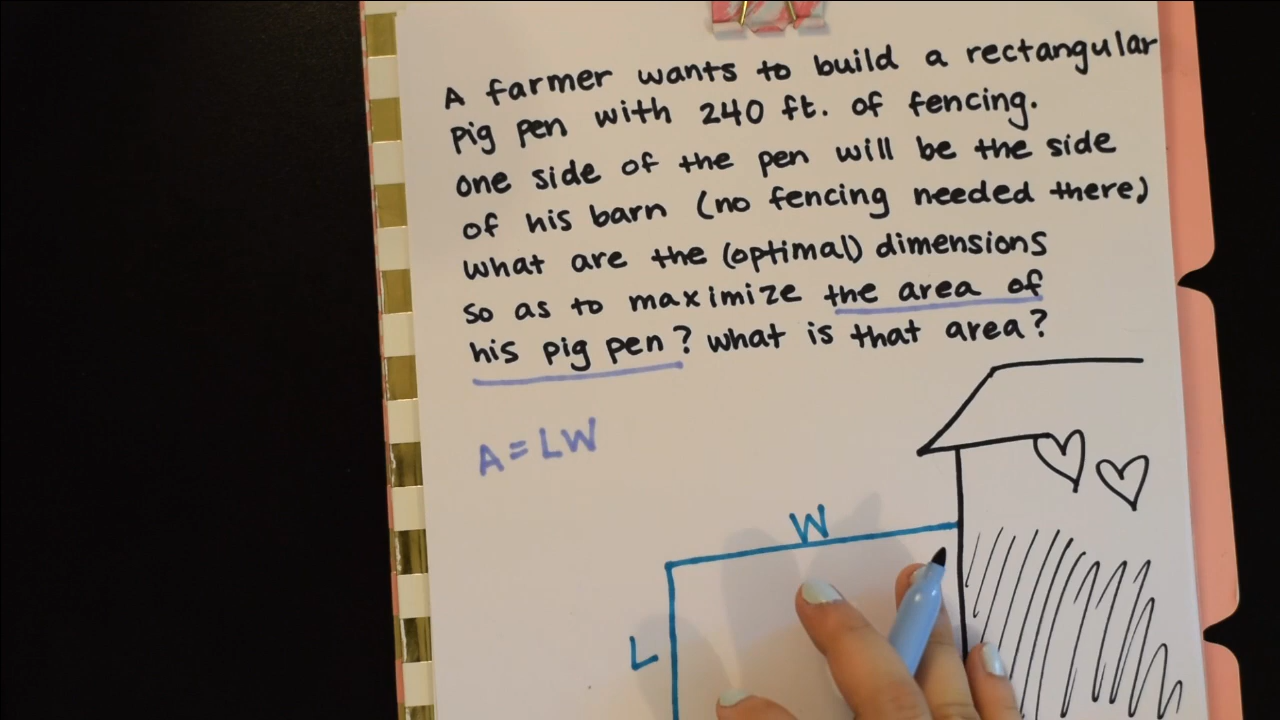 A farmer wants to build a rectangular
pig pen with 240 ft. of fencing.
one side of the pen will be the side
of his barn (no fencing needed there)
what are the (optimal) dimensions
so as to maximize the area of
his pig pen? what is that area?
A = LW
W
L